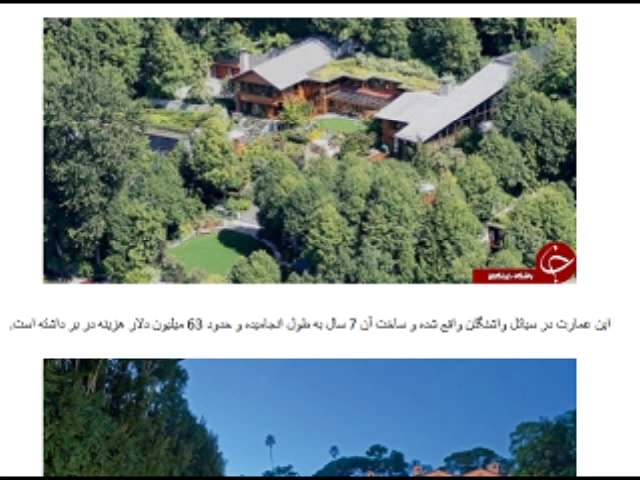 این عمارت در سیاتل واشنگتن واقع شده و ساخت آن 7 سال به طول انجامیده و حدود 63 میلیون دلار هزینه در بر داشته است.